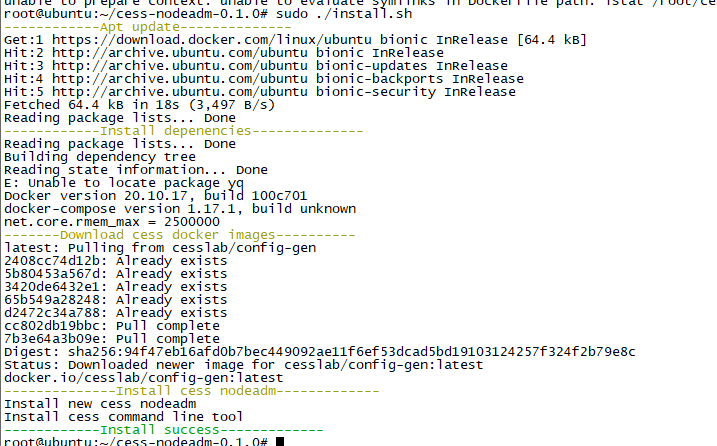 unable to prepare context: unable to evaluate symlinks in Dockerfile path: lstat /root/ce
root@ubuntu:~/cess-nodeadm-0.1.0# sudo ./install.sh
------------Apt update--------------
Get:1 https://download.docker.com/linux/ubuntu bionic InRelease [64.4 kB]
Hit:2 http://archive.ubuntu.com/ubuntu bionic InRelease
Hit:3 http://archive.ubuntu.com/ubuntu bionic-updates InRelease
Hit:4 http://archive.ubuntu.com/ubuntu bionic-backports InRelease
Hit:5 http://archive.ubuntu.com/ubuntu bionic-security InRelease
Fetched 64.4 kB in 18s (3,497 B/s)
Reading package lists... Done
------------Install depenencies--------------
Reading package lists... Done
Building dependency tree
Reading state information... Done
E: Unable to locate package yq
Docker version 20.10.17, build 100c701
docker-compose version 1.17.1, build unknown
net.core.rmem_max = 2500000
-------Download cess docker images----------
latest: Pulling from cesslab/config-gen
2408cc74d12b: Already exists
5b80453a567d: Already exists
3420de6432e1: Already exists
65b549a28248: Already exists
d2472c34a788: Already exists
cc802db19bbc: Pull complete
7b3e64a3b09e: Pull complete
Digest: sha256:94f47eb16afd0b7bec449092ae11f6ef53dcad5bd19103124257f324f2b79e8c
Status: Downloaded newer image for cesslab/config-gen:latest
docker.io/cesslab/config-gen:latest
--------------Install cess nodeadm-------------
Install new cess nodeadm
Install cess command line tool
------------Install success-------------
root@ubuntu:~/cess-nodeadm-0.1.0#